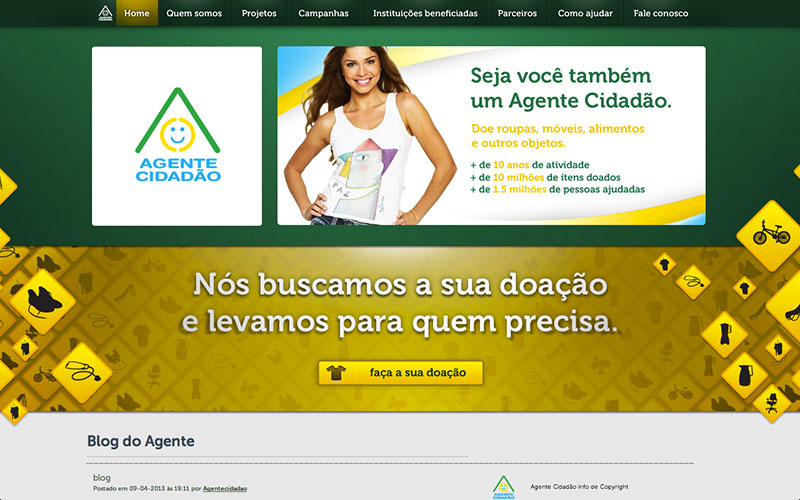 Home
Quem somos
Projetos
Campanhas
Instituições beneficiadas
Parceiros
Como ajudar
Fale conosco
AGENTE
CIDADÃO
PAZ
Seja você também
um Agente Cidadão.
Doe roupas, móveis, alimentos
e outros objetos.
+ de 10 anos de atividade
+ de 10 milhões de ítens doados
+ de 1.5 milhões de pessoas ajudadas
Nós buscamos a sua doação
e levamos para quem precisa.
faça a sua doação
Blog do Agente
blog
Postado em 09-04-2013 às 19:11 por Agentecidadao
AGENTE
CIDADÃO
Agente Cidadão info de Copyright